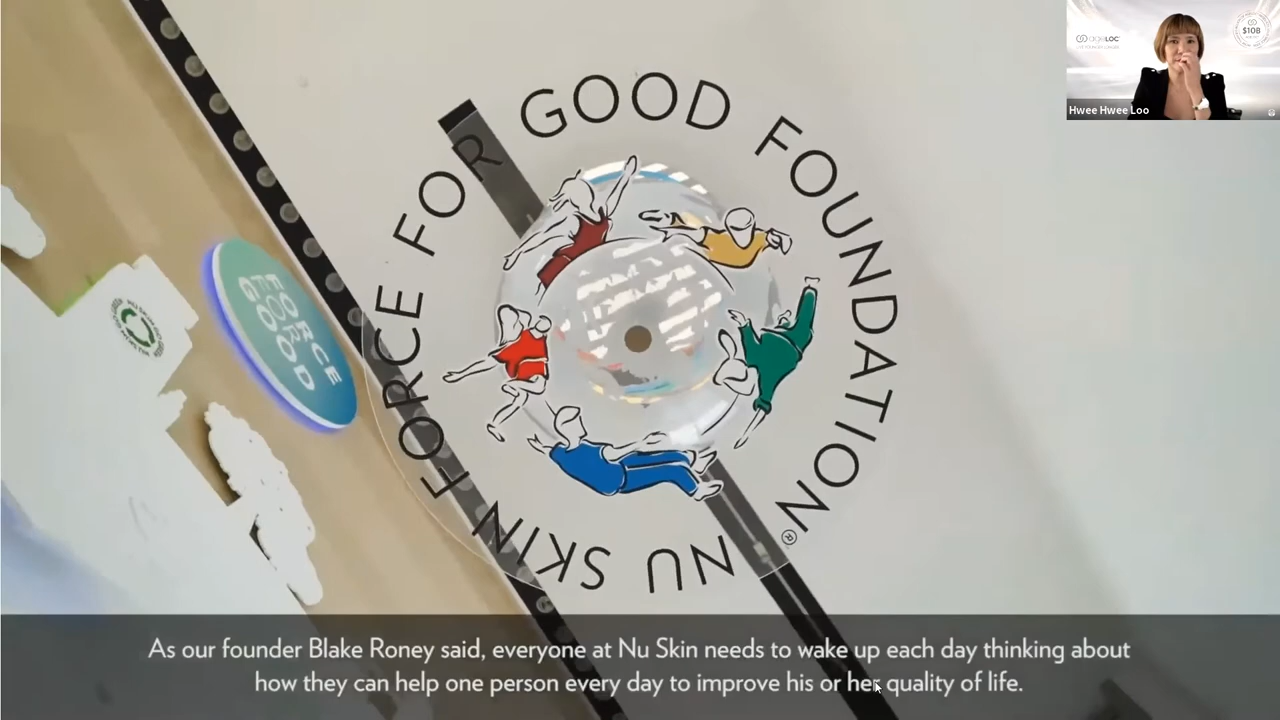 NU SKIN FORCE FOR GOOD FOUNDATION®
FORCE
FOR
GOOD
ageLOC
$10B
Hwee Hwee Loo
As our founder Blake Roney said, everyone at Nu Skin needs to wake up each day thinking about
how they can help one person every day to improve his or her quality of life.